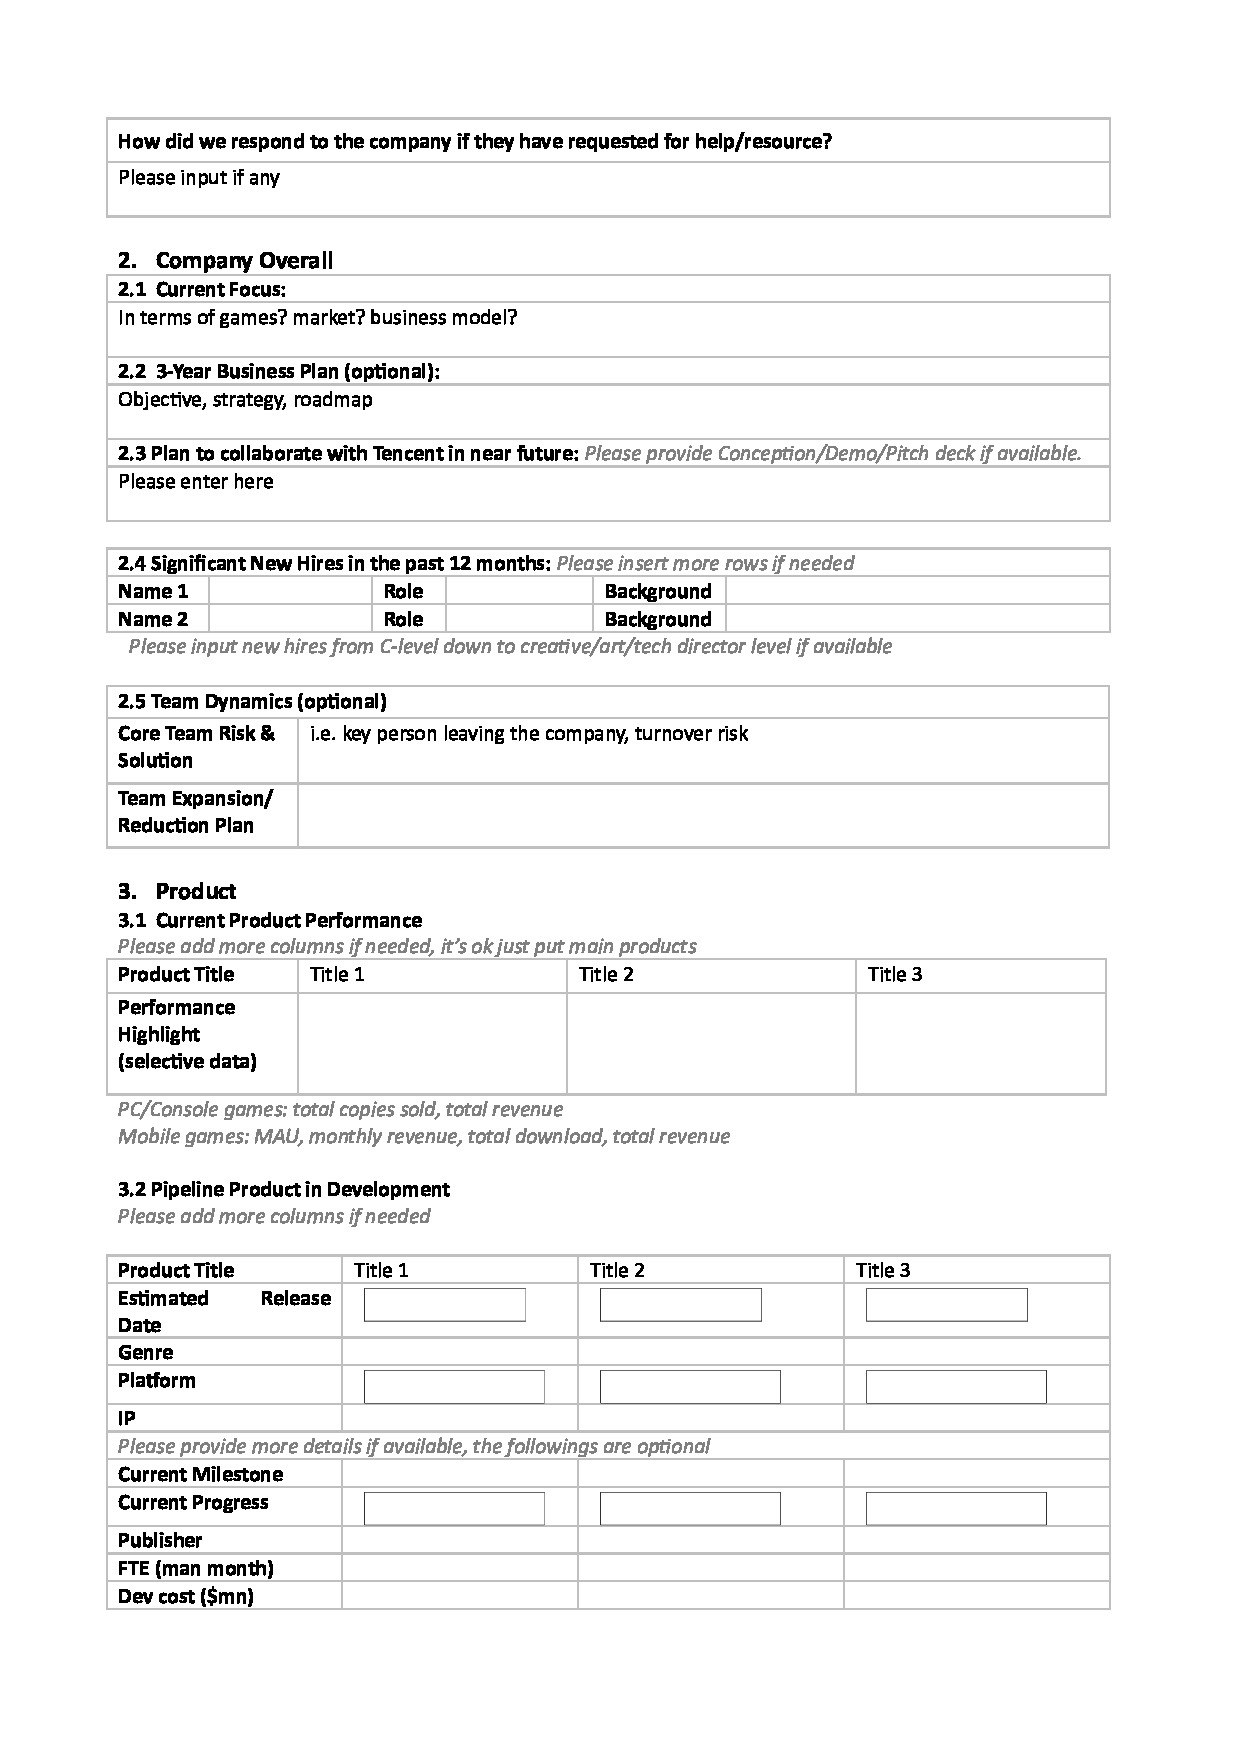 How did we respond to the company if they have requested for help/resource?
Please input if any
2. Company Overall
2.1 Current Focus:
In terms of games? market? business model?
2.2 3-Year Business Plan (optional):
Objective, strategy, roadmap
2.3 Plan to collaborate with Tencent in near future: Please provide Conception/Demo/Pitch deck if available.
Please enter here
2.4 Significant New Hires in the past 12 months: Please insert more rows if needed
Name 1 Role Background
Name 2 Role Background
Please input new hires from C-level down to creative/art/tech director level if available
2.5 Team Dynamics (optional)
Core Team Risk & i.e. key person leaving the company, turnover risk
Solution
Team Expansion/
Reduction Plan
3. Product
3.1 Current Product Performance
Please add more columns if needed, it's ok just put main products
Product Title Title 1 Title 2 Title 3
Performance
Highlight
(selective data)
PC/Console games: total copies sold, total revenue
Mobile games: MAU, monthly revenue, total download, total revenue
3.2 Pipeline Product in Development
Please add more columns if needed
Product Title Title 1 Title 2 Title 3
Estimated Release
Date
Genre
Platform
IP
Please provide more details if available, the followings are optional
Current Milestone
Current Progress
Publisher
FTE (man month)
Dev cost ($mn)